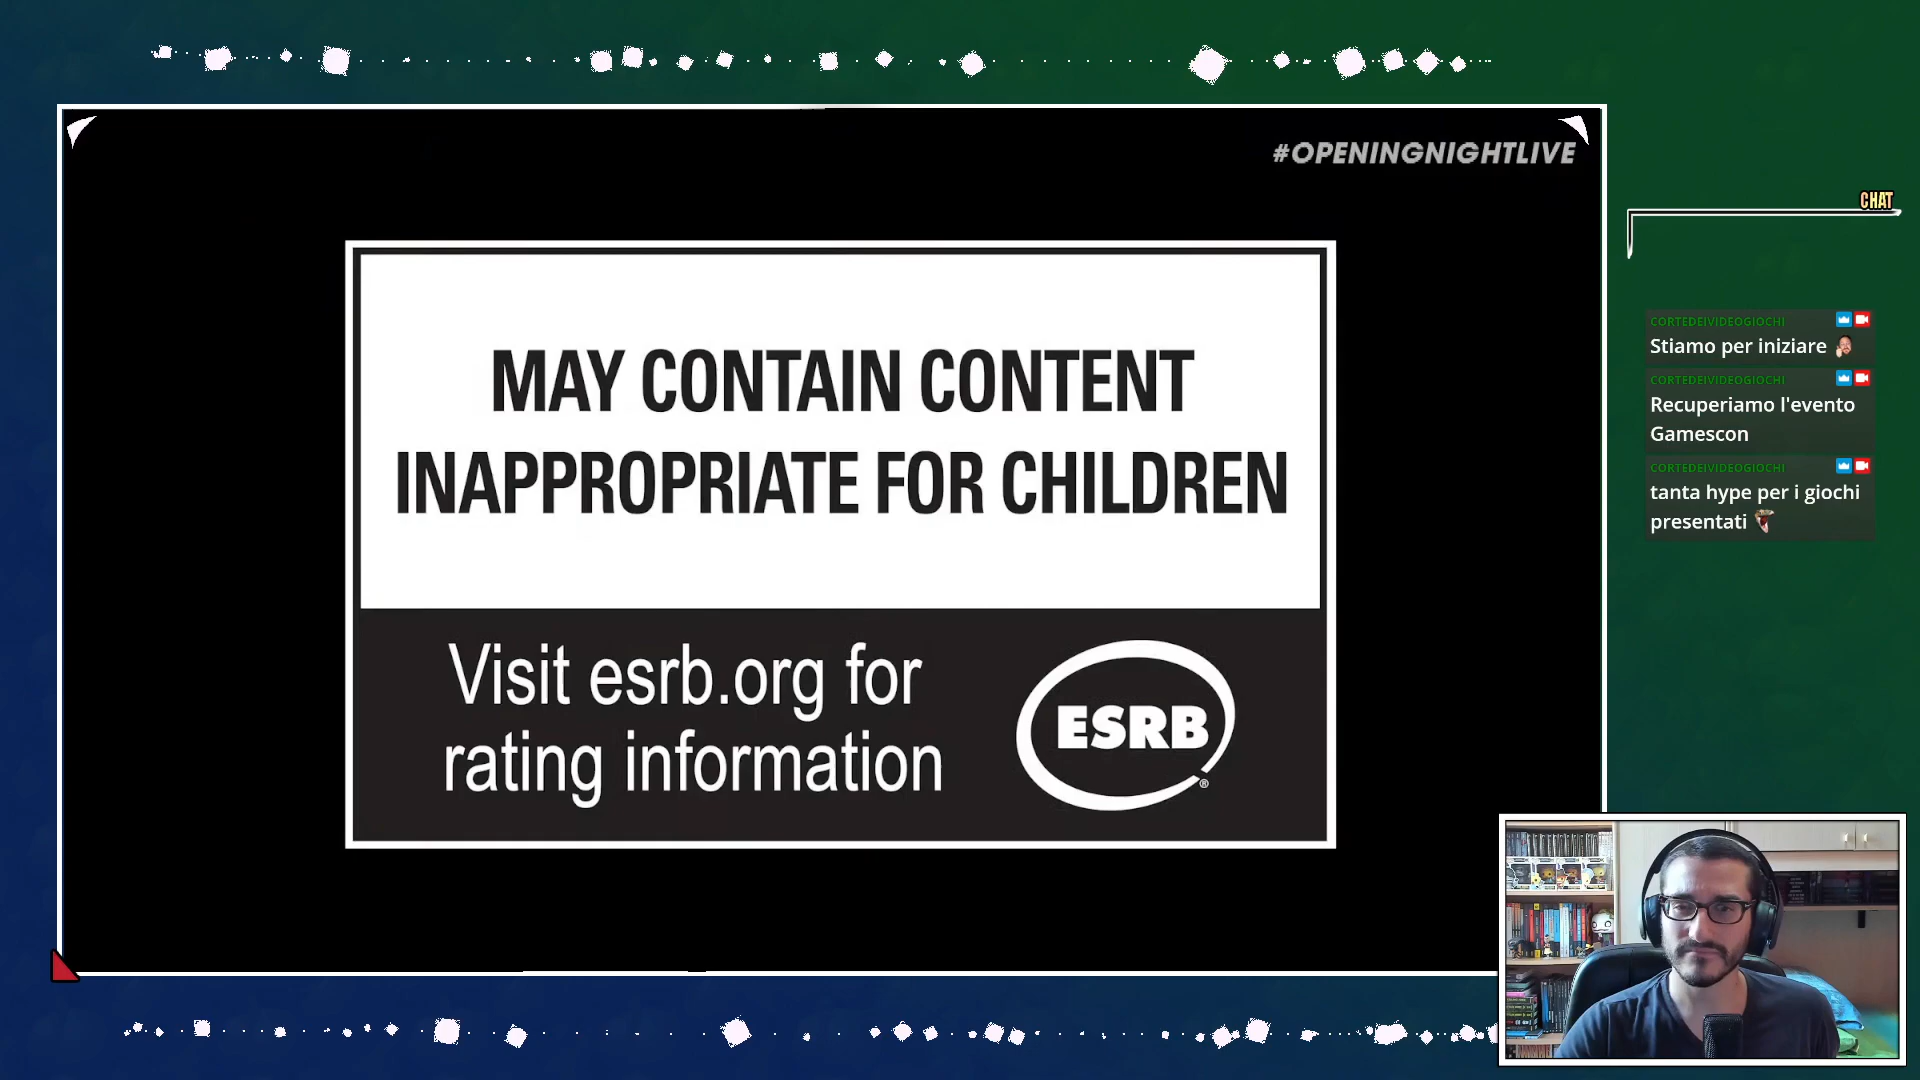 #OPENINGNIGHTLIVE
MAY CONTAIN CONTENT
INAPPROPRIATE FOR CHILDREN
Visit esrb.org for
rating information
ESRB
®
CHAT
CORTEDEIVIDEOGIOCHI
Stiamo per iniziare
CORTEDEIVIDEOGIOCHI
Recuperiamo l'evento
Gamescon
CORTEDEIVIDEOGIOCHI
tanta hype per i giochi
presentati